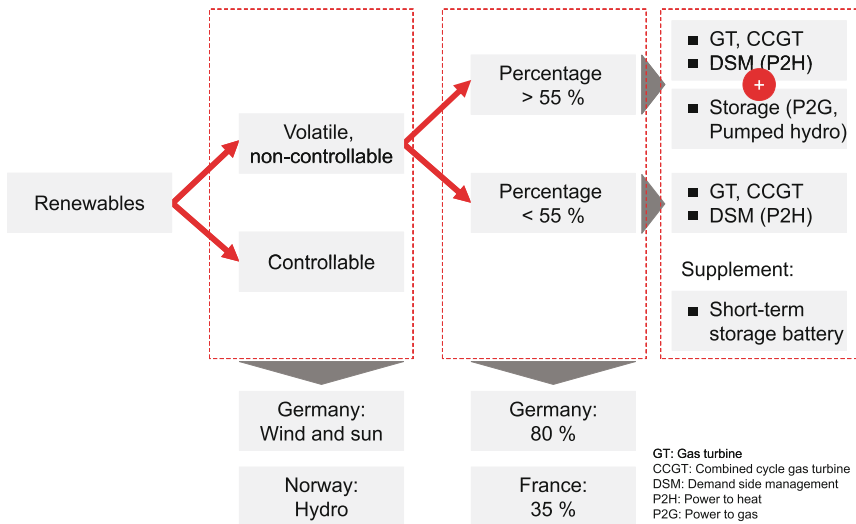 Renewables
Volatile,
non-controllable
Controllable
Percentage
> 55 %
Percentage
< 55 %
■ GT, CCGT
■ DSM (P2H)
+
■ Storage (P2G,
Pumped hydro)
■ GT, CCGT
■ DSM (P2H)
Supplement:
■ Short-term
storage battery
Germany:
Wind and sun
Norway:
Hydro
Germany:
80 %
France:
35 %
GT: Gas turbine
CCGT: Combined cycle gas turbine
DSM: Demand side management
P2H: Power to heat
P2G: Power to gas